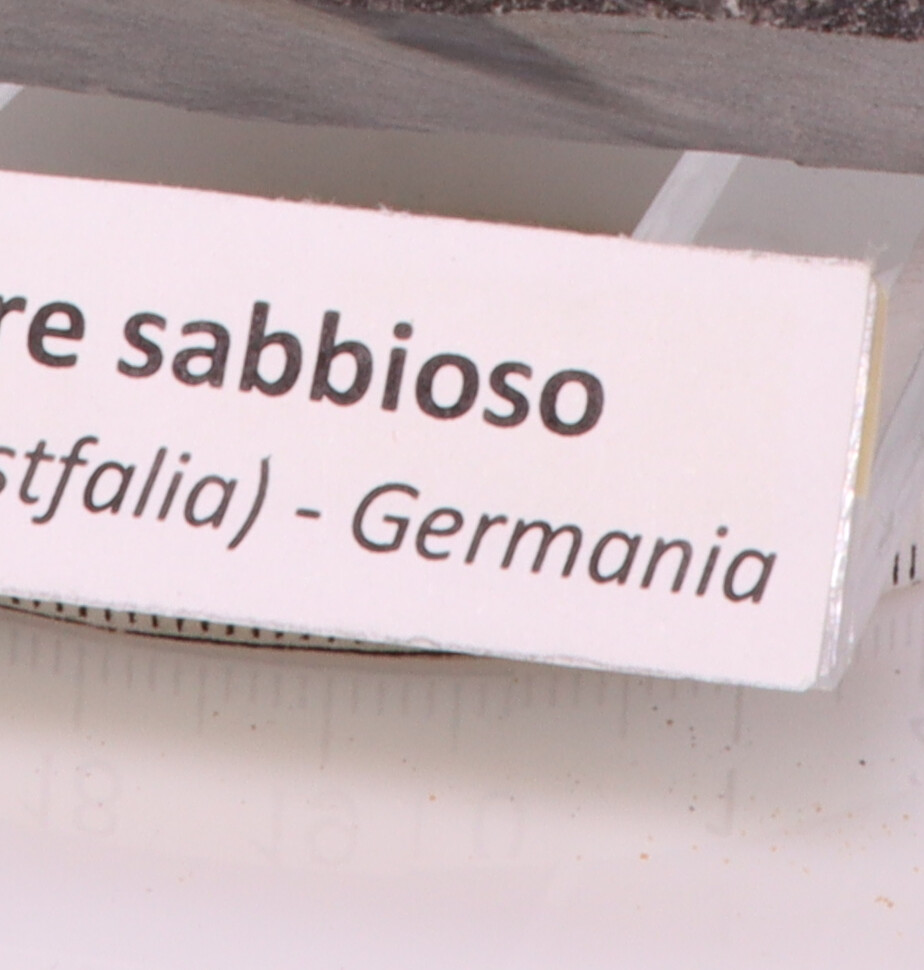 re sabbioso
stfalia) - Germania